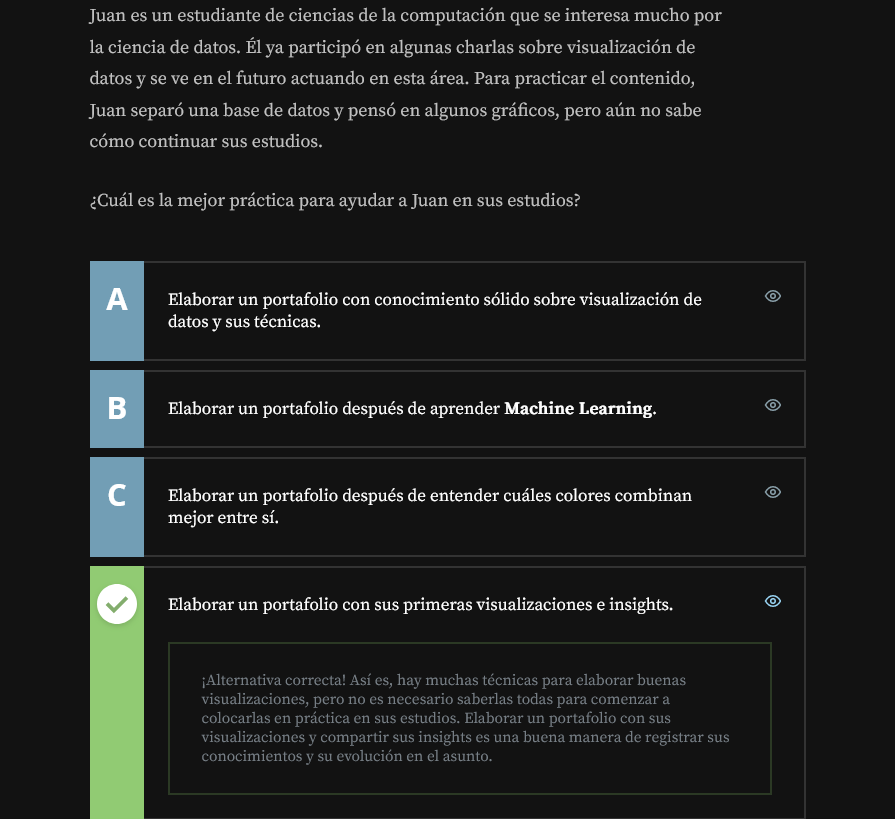 Juan es un estudiante de ciencias de la computación que se interesa mucho por
la ciencia de datos. Él ya participó en algunas charlas sobre visualización de
datos y se ve en el futuro actuando en esta área. Para practicar el contenido,
Juan separó una base de datos y pensó en algunos gráficos, pero aún no sabe
cómo continuar sus estudios.
¿Cuál es la mejor práctica para ayudar a Juan en sus estudios?
A
Elaborar un portafolio con conocimiento sólido sobre visualización de
datos y sus técnicas.
B
Elaborar un portafolio después de aprender Machine Learning.
C
Elaborar un portafolio después de entender cuáles colores combinan
mejor entre sí.
Elaborar un portafolio con sus primeras visualizaciones e insights.
¡Alternativa correcta! Así es, hay muchas técnicas para elaborar buenas
visualizaciones, pero no es necesario saberlas todas para comenzar a
colocarlas en práctica en sus estudios. Elaborar un portafolio con sus
visualizaciones y compartir sus insights es una buena manera de registrar sus
conocimientos y su evolución en el asunto.